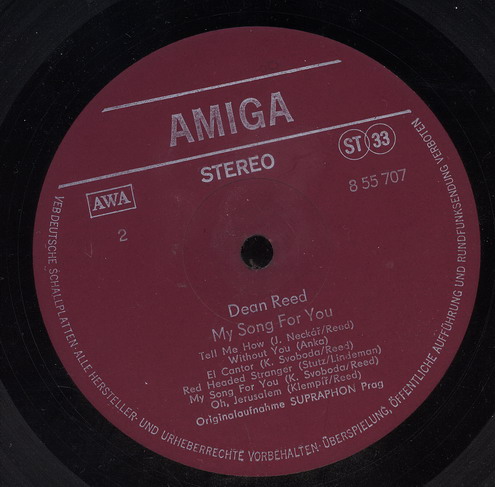 AMIGA
STEREO
ST 33
AWA
8 55 707
2
Dean Reed
My Song For You
Tell Me How (J. Neckář/Reed)
Without You (Anka)
El Cantor (K. Svoboda/Reed)
Red Headed Stranger (Stutz/Lindeman)
My Song For You (K. Svoboda/Reed)
Oh, Jerusalem (Klempíř/Reed)
Originalaufnahme SUPRAPHON Prag
VEB DEUTSCHE SCHALLPLATTEN·ALLE HERSTELLER- UND URHEBERRECHTE VORBEHALTEN·ÜBERSPIELUNG, ÖFFENTLICHE AUFFÜHRUNG UND RUNDFUNKSENDUNG VERBOTEN